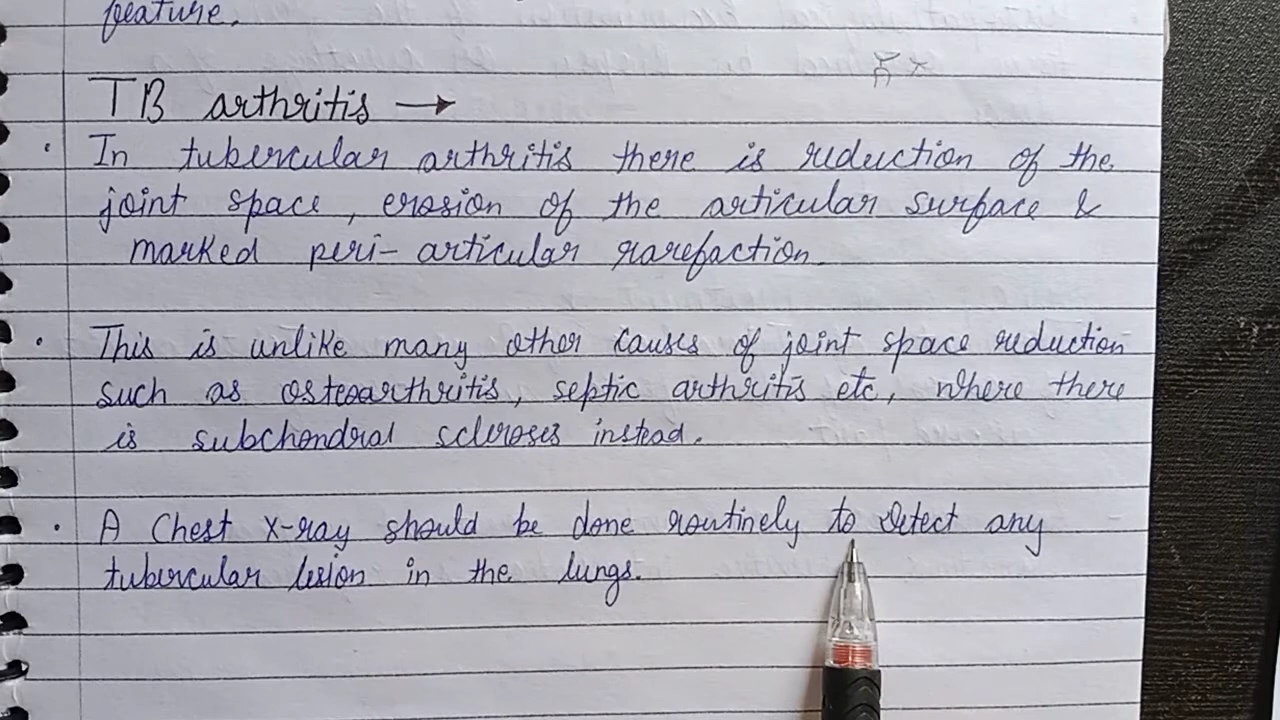 feature.
TB arthritis →
• In tubercular arthritis there is reduction of the
joint space, erosion of the articular surface &
marked peri-articular rarefaction.
• This is unlike many other causes of joint space reduction
such as osteoarthritis, septic arthritis etc, where there
is subchondral scleroses instead.
• A Chest X-ray should be done routinely to detect any
tubercular lesion in the lungs.